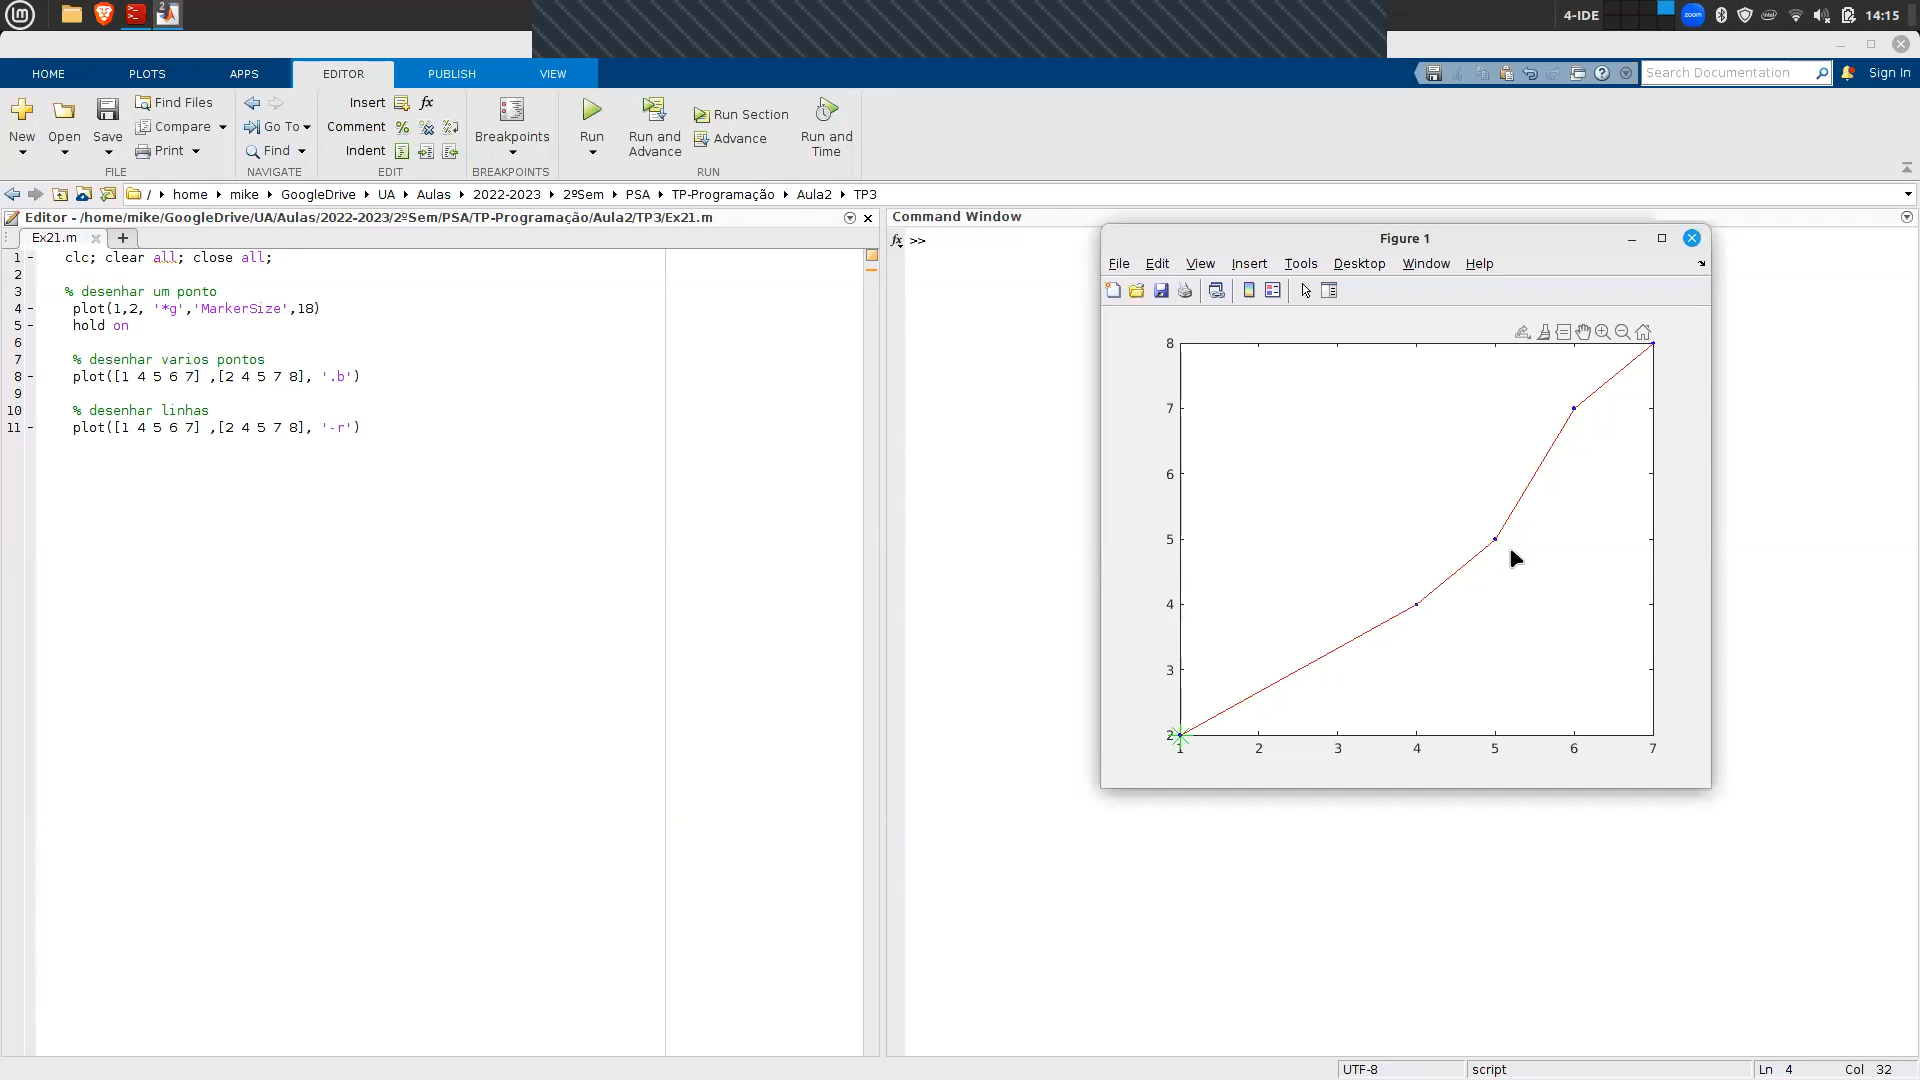 2
4-IDE
zoom
14:15
HOME PLOTS APPS EDITOR PUBLISH VIEW
Search Documentation
Sign In
New
Open
Save
Find Files
Compare
Print
FILE
Go To
Find
NAVIGATE
Insert fx
Comment
Indent
EDIT
Breakpoints
BREAKPOINTS
Run
Run and
Advance
Run Section
Advance
Run and
Time
RUN
/ home mike GoogleDrive UA Aulas 2022-2023 2ºSem PSA TP-Programação Aula2 TP3
Editor - /home/mike/GoogleDrive/UA/Aulas/2022-2023/2ºSem/PSA/TP-Programação/Aula2/TP3/Ex21.m
Ex21.m
1 - clc; clear all; close all;
2
3 % desenhar um ponto
4 - plot(1,2, '*g','MarkerSize',18)
5 - hold on
6
7 % desenhar varios pontos
8 - plot([1 4 5 6 7] ,[2 4 5 7 8], '.b')
9
10 % desenhar linhas
11 - plot([1 4 5 6 7] ,[2 4 5 7 8], '-r')
Command Window
fx >>
Figure 1
File Edit View Insert Tools Desktop Window Help
8
7
6
5
4
3
2
1 2 3 4 5 6 7
UTF-8
script
Ln 4 Col 32